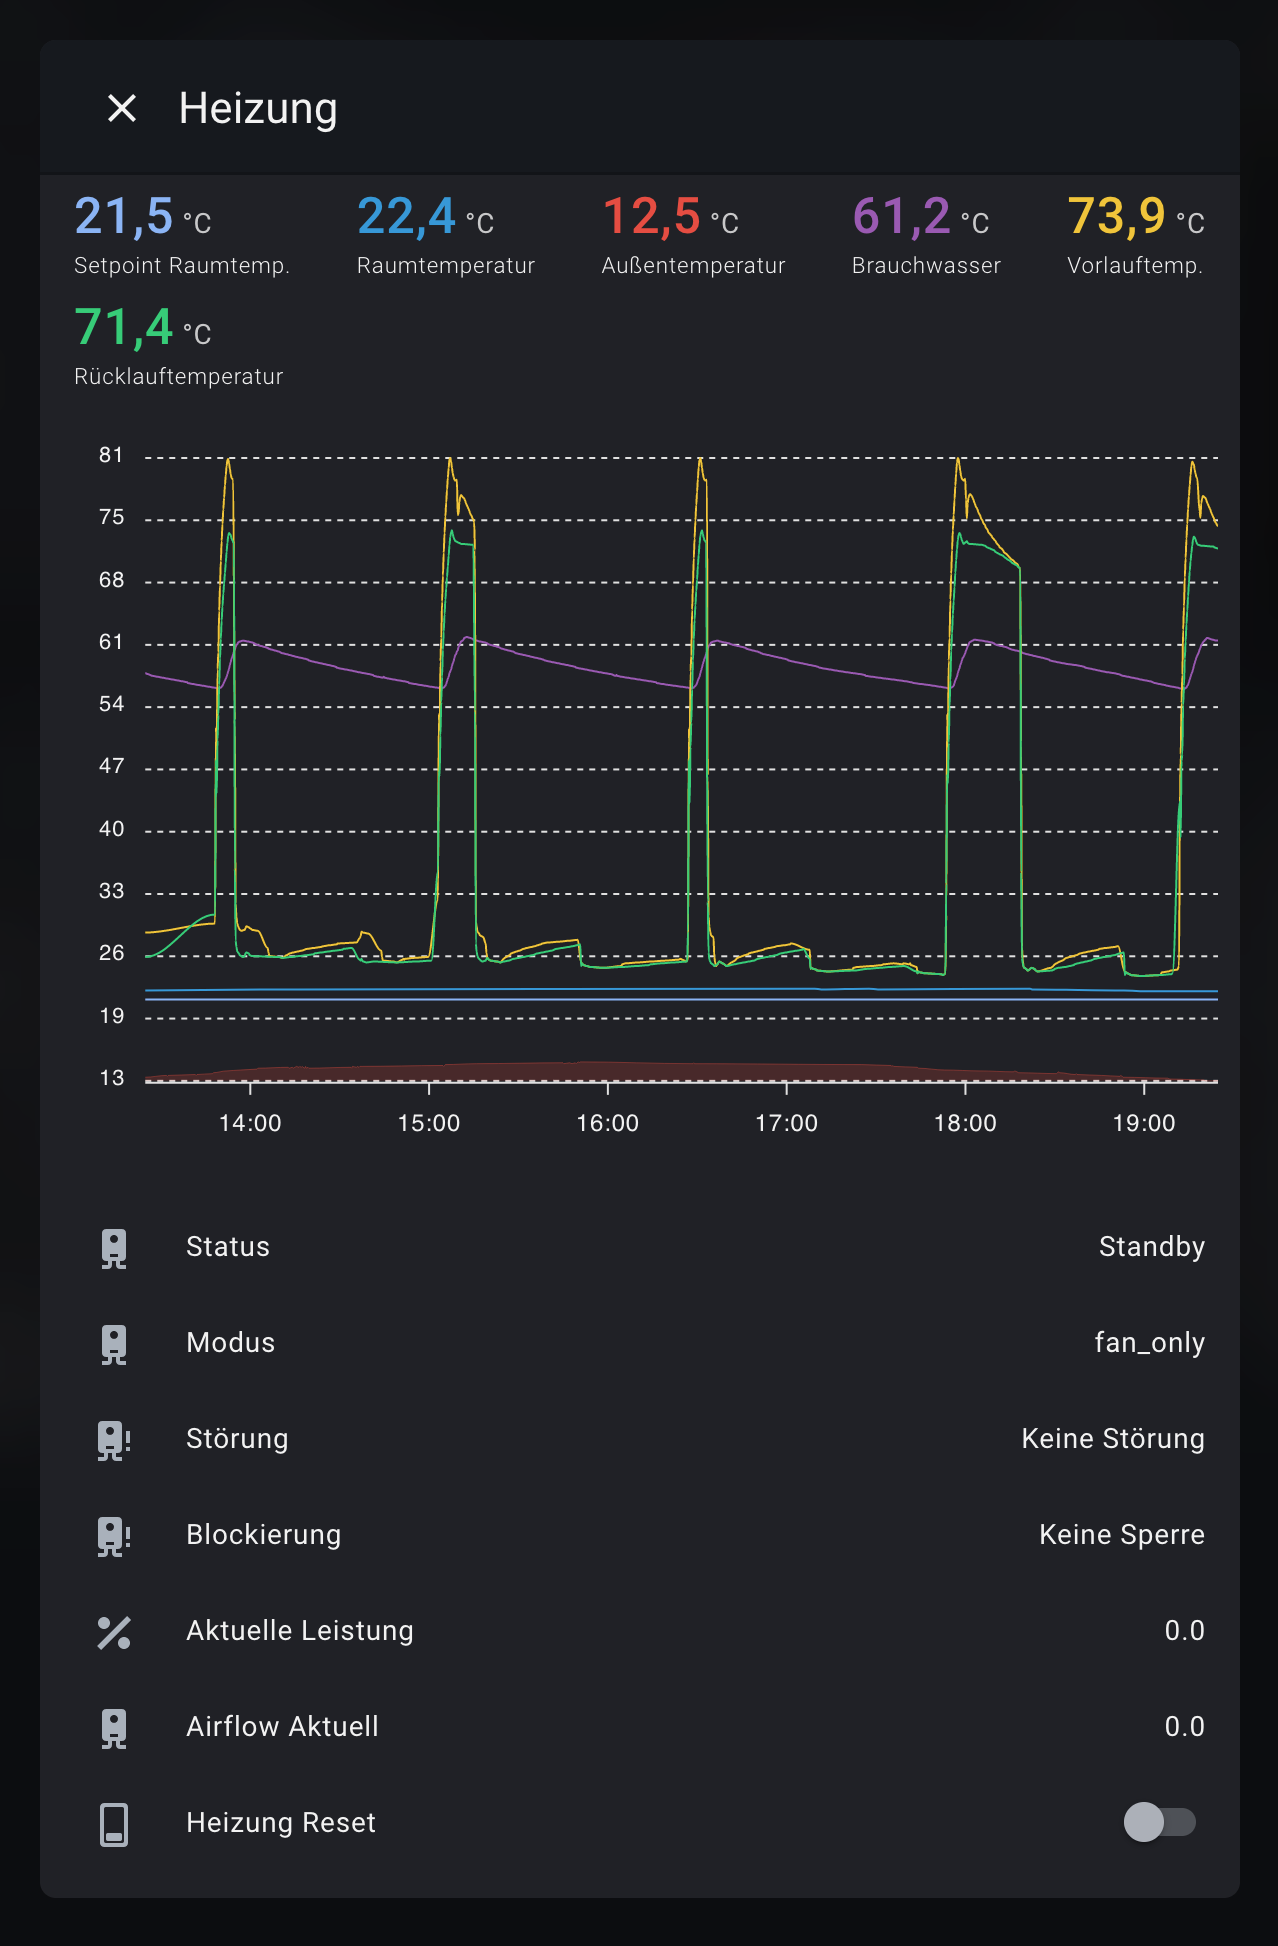 Heizung
21,5 °C 22,4 °C 12,5 °C 61,2 °C 73,9 °C
Setpoint Raumtemp. Raumtemperatur Außentemperatur Brauchwasser Vorlauftemp.
71,4 °C
Rücklauftemperatur
81
75
68
61
54
47
40
33
26
19
13
14:00 15:00 16:00 17:00 18:00 19:00
Status Standby
Modus fan_only
Störung Keine Störung
Blockierung Keine Sperre
Aktuelle Leistung 0.0
Airflow Aktuell 0.0
Heizung Reset